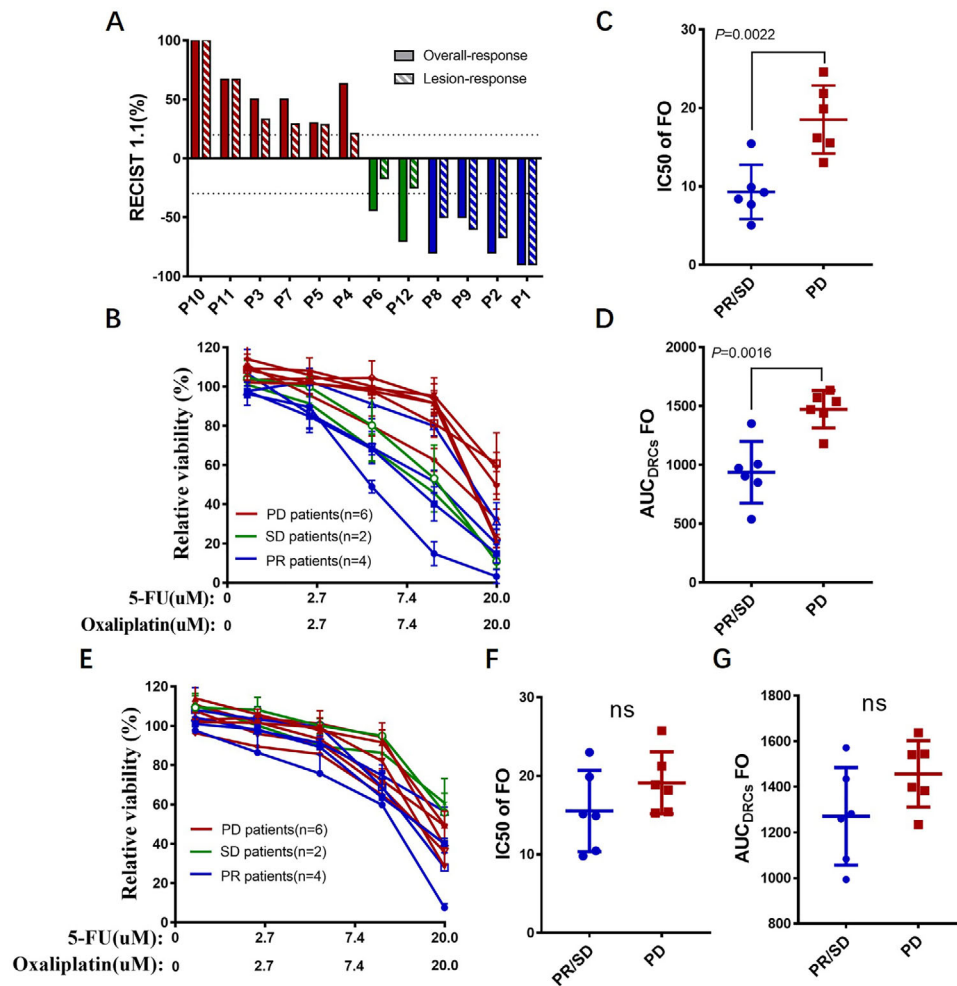 A
RECIST 1.1(%)
100
50
0
-50
-100
Overall-response
Lesion-response
P10 P11 P3 P7 P5 P4 P6 P12 P8 P9 P2 P1
B
Relative viability (%)
120
100
80
60
40
20
0
PD patients(n=6)
SD patients(n=2)
PR patients(n=4)
5-FU(uM): 0 2.7 7.4 20.0
Oxaliplatin(uM): 0 2.7 7.4 20.0
C
P=0.0022
IC50 of FO
30
20
10
0
PR/SD PD
D
P=0.0016
AUCDRCs FO
2000
1500
1000
500
0
PR/SD PD
E
Relative viability (%)
120
100
80
60
40
20
0
PD patients(n=6)
SD patients(n=2)
PR patients(n=4)
5-FU(uM): 0 2.7 7.4 20.0
Oxaliplatin(uM): 0 2.7 7.4 20.0
F
ns
IC50 of FO
30
20
10
0
PR/SD PD
G
ns
AUCDRCs FO
1800
1600
1400
1200
1000
800
PR/SD PD